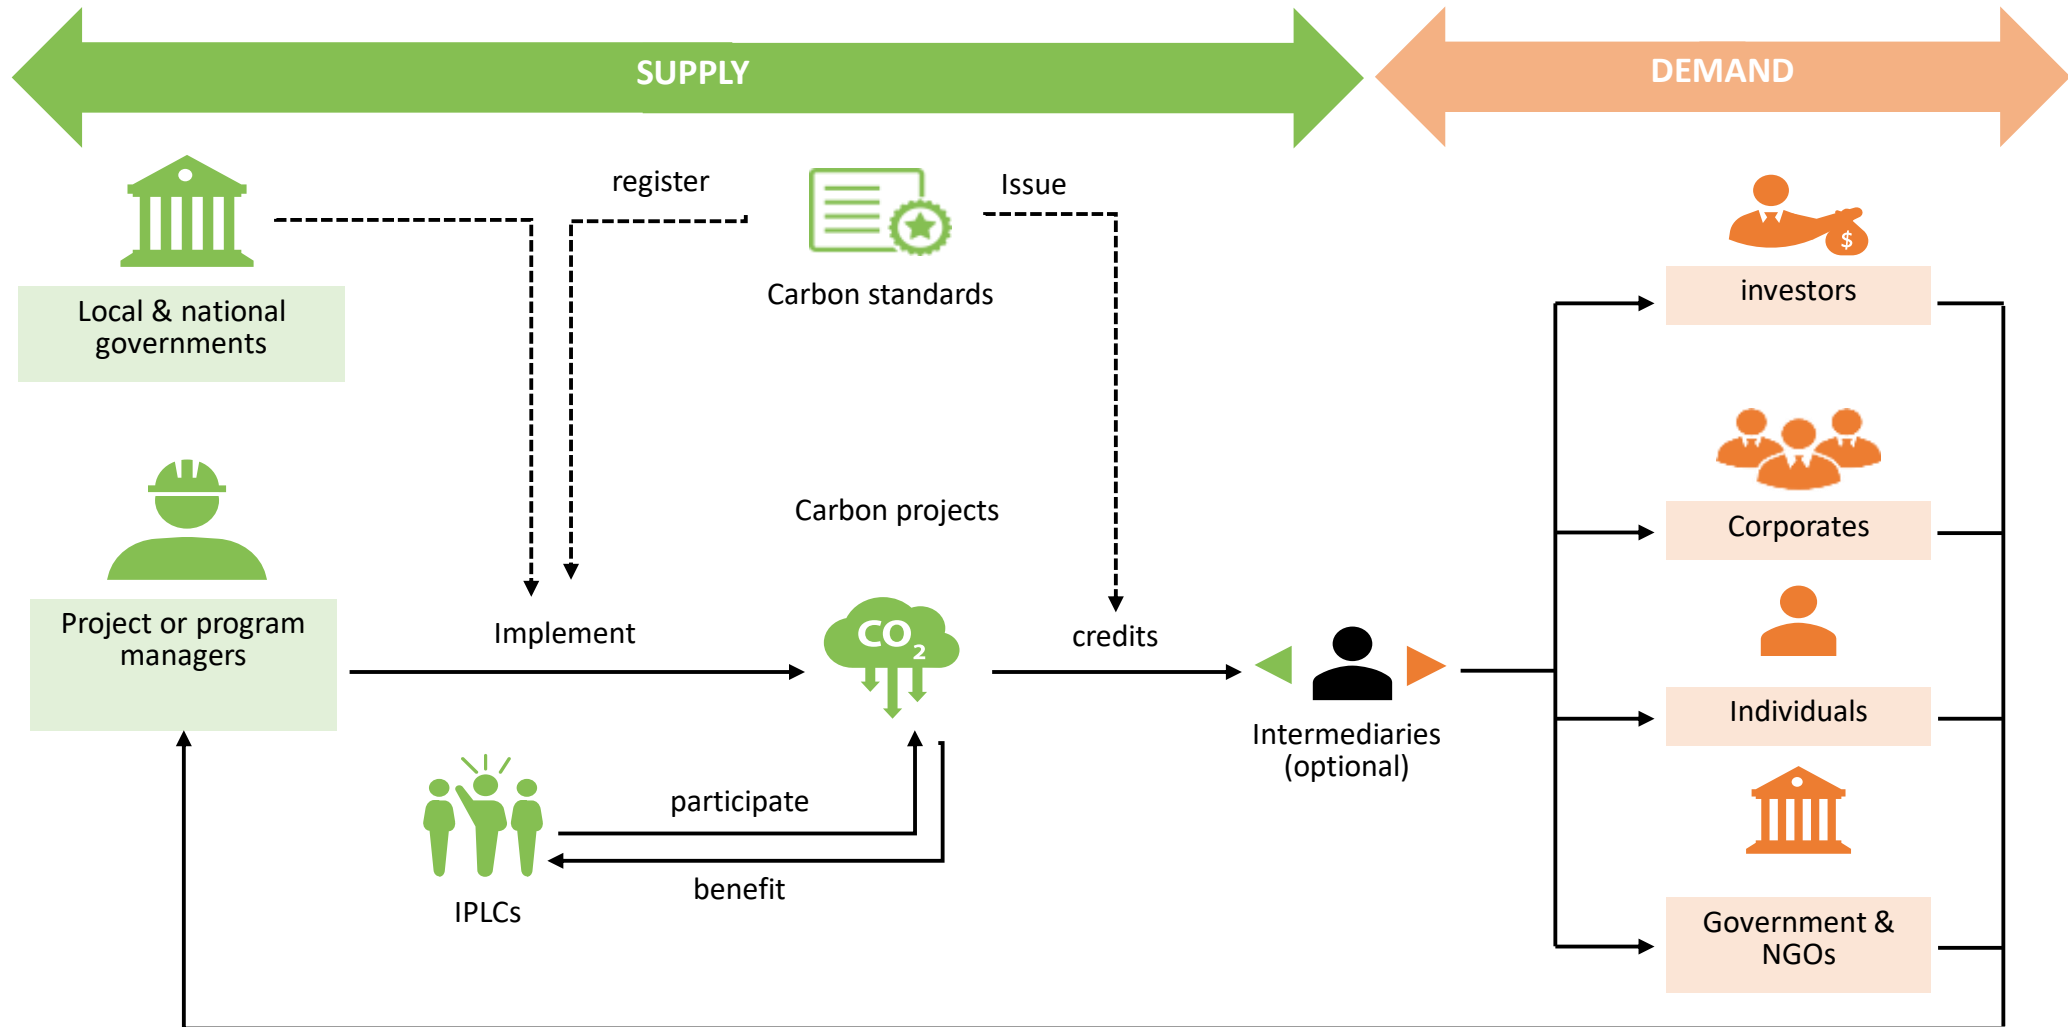 SUPPLY
DEMAND
register
Issue
Carbon standards
Local & national
governments
investors
Carbon projects
Corporates
Project or program
managers
Implement
CO2
credits
Intermediaries
(optional)
Individuals
participate
benefit
IPLCs
Government &
NGOs
$